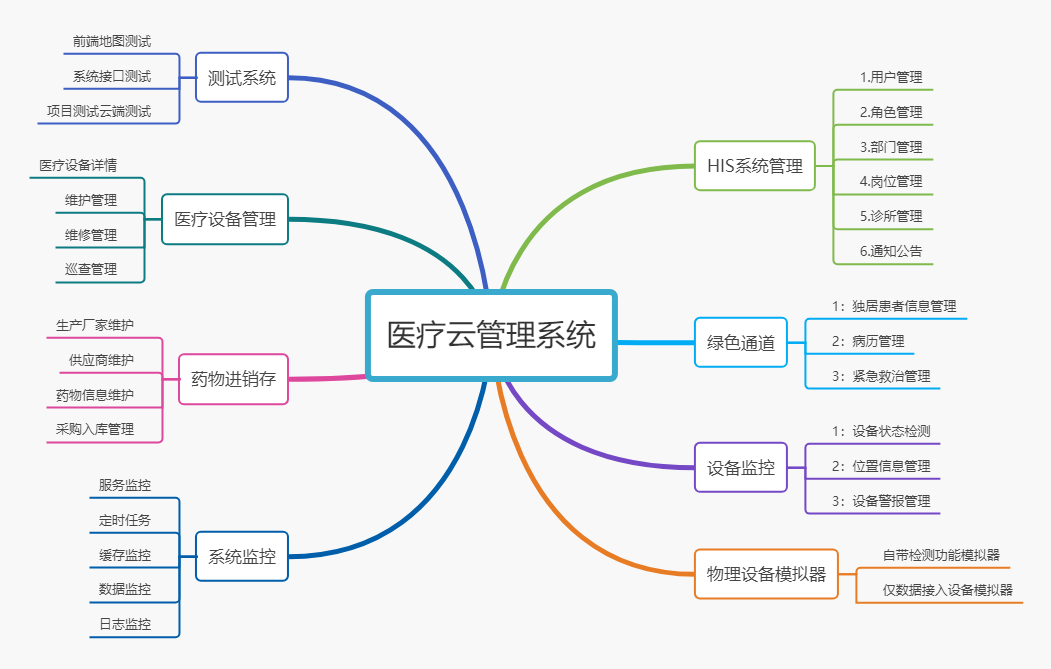 医疗云管理系统
测试系统
前端地图测试
系统接口测试
项目测试云端测试
医疗设备管理
医疗设备详情
维护管理
维修管理
巡查管理
药物进销存
生产厂家维护
供应商维护
药物信息维护
采购入库管理
系统监控
服务监控
定时任务
缓存监控
数据监控
日志监控
HIS系统管理
1.用户管理
2.角色管理
3.部门管理
4.岗位管理
5.诊所管理
6.通知公告
绿色通道
1：独居患者信息管理
2：病历管理
3：紧急救治管理
设备监控
1：设备状态检测
2：位置信息管理
3：设备警报管理
物理设备模拟器
自带检测功能模拟器
仅数据接入设备模拟器